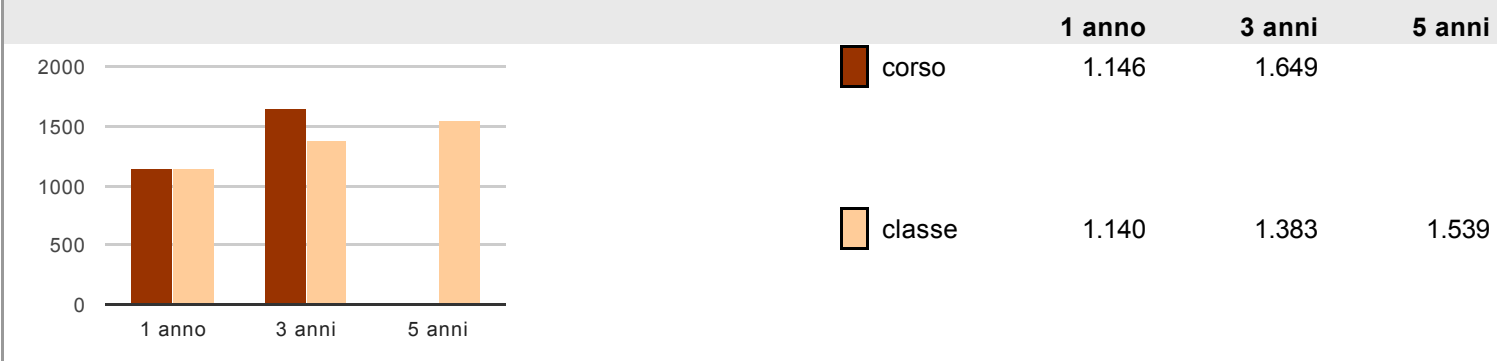 1 anno 3 anni 5 anni
2000
1500
1000
500
0
1 anno 3 anni 5 anni
corso 1.146 1.649
classe 1.140 1.383 1.539